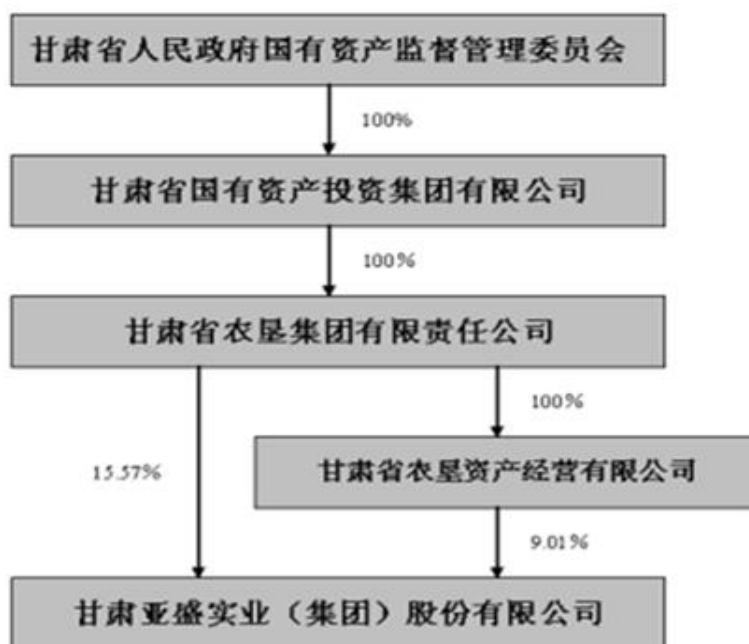 甘肃省人民政府国有资产监督管理委员会
100%
甘肃省国有资产投资集团有限公司
100%
甘肃省农垦集团有限责任公司
100%
15.57%
甘肃省农垦资产经营有限公司
9.01%
甘肃亚盛实业（集团）股份有限公司